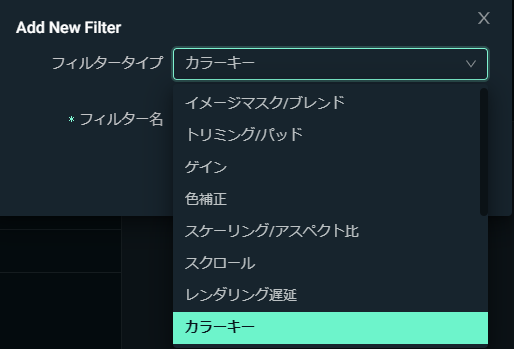 Add New Filter
フィルタータイプ
カラーキー
* フィルター名
イメージマスク/ブレンド
トリミング/パッド
ゲイン
色補正
スケーリング/アスペクト比
スクロール
レンダリング遅延
カラーキー